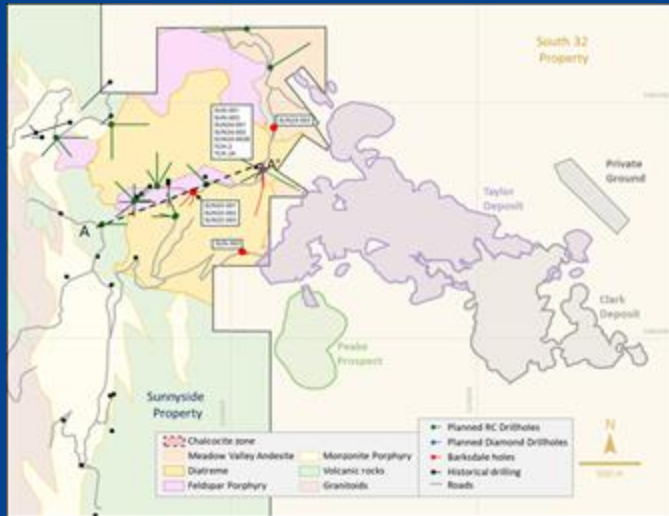 South 32
Property
Private
Ground
Taylor
Deposit
A'
A
Clark
Deposit
Peake
Prospect
Sunnyside
Property
Chalcocite zone
Meadow Valley Andesite
Monzonite Porphyry
Diatreme
Volcanic rocks
Feldspar Porphyry
Granitoids
Planned RC Drillholes
Planned Diamond Drillholes
Barksdale holes
Historical drilling
Roads
N